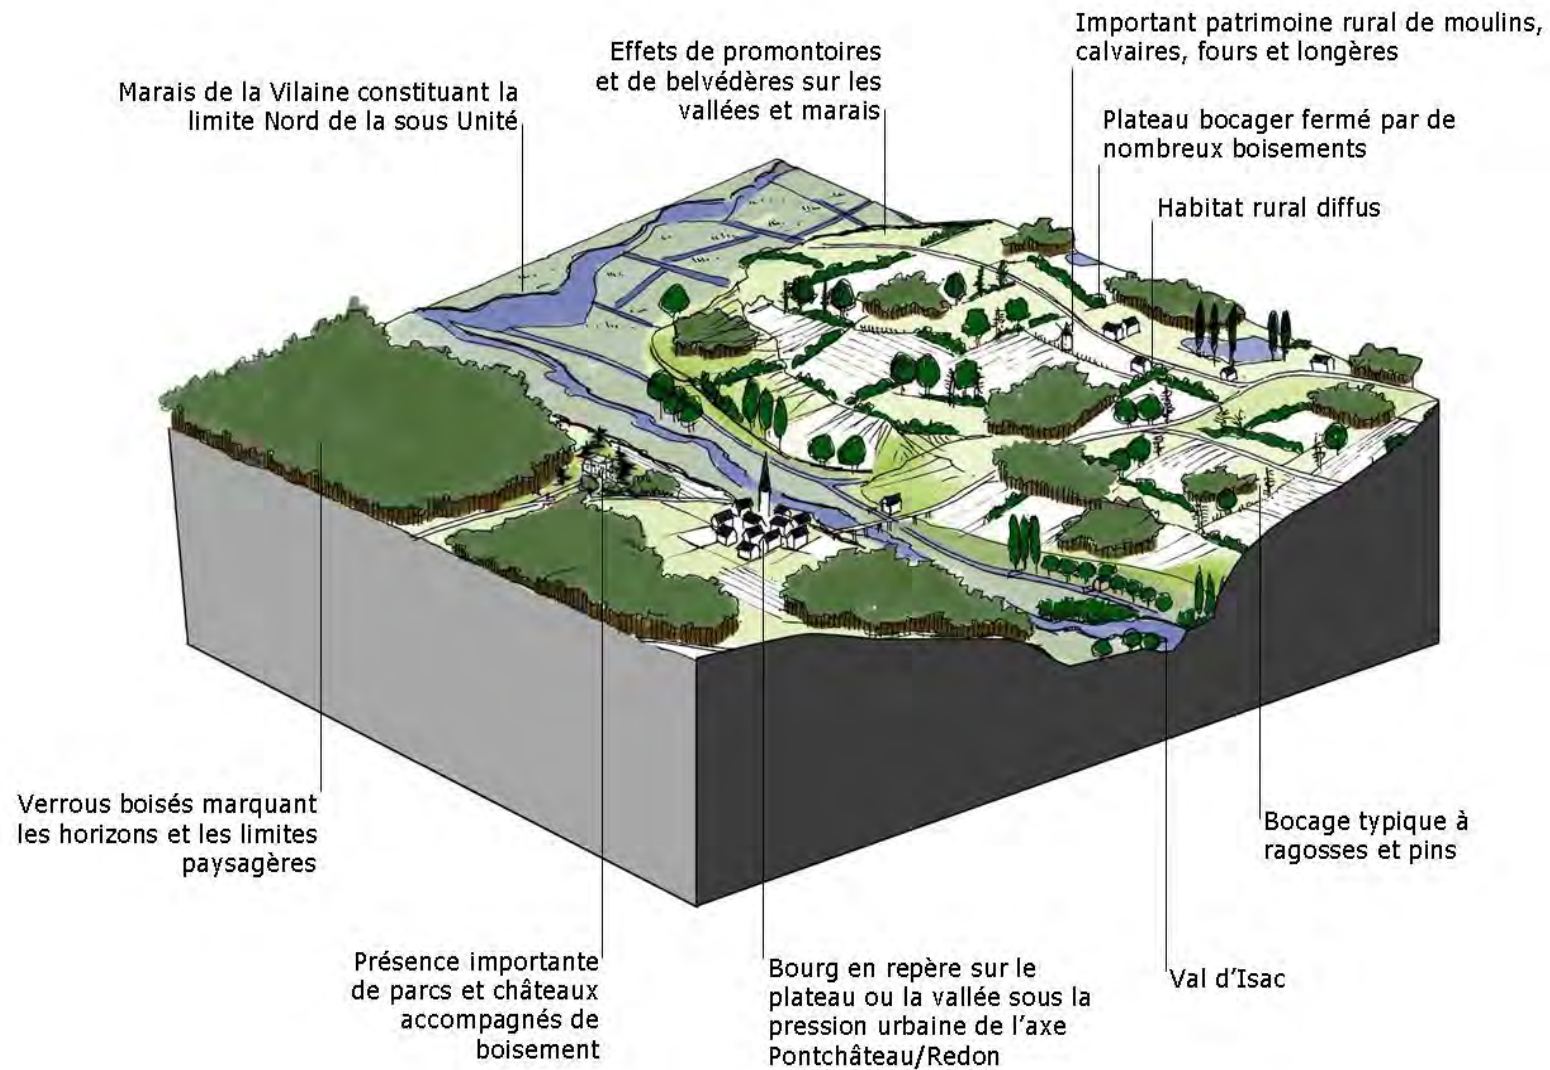 Important patrimoine rural de moulins,
calvaires, fours et longères
Effets de promontoires
et de belvédères sur les
vallées et marais
Marais de la Vilaine constituant la
limite Nord de la sous Unité
Plateau bocager fermé par de
nombreux boisements
Habitat rural diffus
Verrous boisés marquant
les horizons et les limites
paysagères
Bocage typique à
ragosses et pins
Présence importante
de parcs et châteaux
accompagnés de
boisement
Bourg en repère sur le
plateau ou la vallée sous la
pression urbaine de l'axe
Pontchâteau/Redon
Val d'Isac